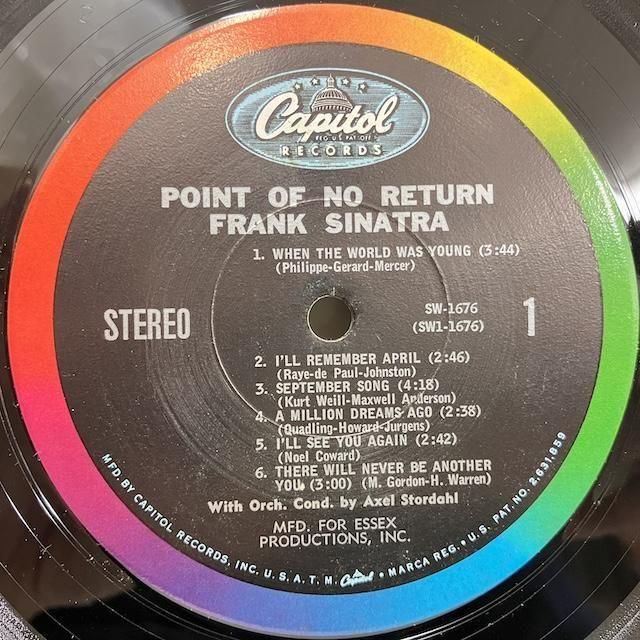 Capitol
REG. U.S. PAT. OFF.
RECORDS
POINT OF NO RETURN
FRANK SINATRA
1. WHEN THE WORLD WAS YOUNG (3:44)
(Philippe-Gerard-Mercer)
STEREO
SW-1676
(SW1-1676)
1
2. I'LL REMEMBER APRIL (2:46)
(Raye-de Paul-Johnston)
3. SEPTEMBER SONG (4:18)
(Kurt Weill-Maxwell Anderson)
4. A MILLION DREAMS AGO (2:38)
(Quadling-Howard-Jurgens)
5. I'LL SEE YOU AGAIN (2:42)
(Noel Coward)
6. THERE WILL NEVER BE ANOTHER
YOU. (3:00) (M. Gordon-H. Warren)
With Orch. Cond. by Axel Stordahl
MFD. FOR ESSEX
PRODUCTIONS, INC.
MFD. BY CAPITOL RECORDS, INC. U.S.A. T.M. Capitol • MARCA REG. • U.S. PAT. NO. 2,631,859